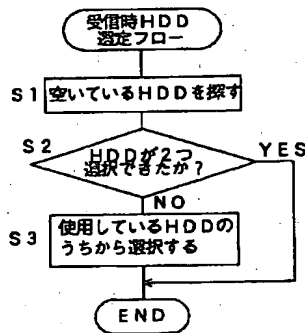 受信時HDD
選定フロー
S1
空いているHDDを探す
S2
HDDが2つ
選択できたか?
YES
NO
S3
使用しているHDDの
うちから選択する
END